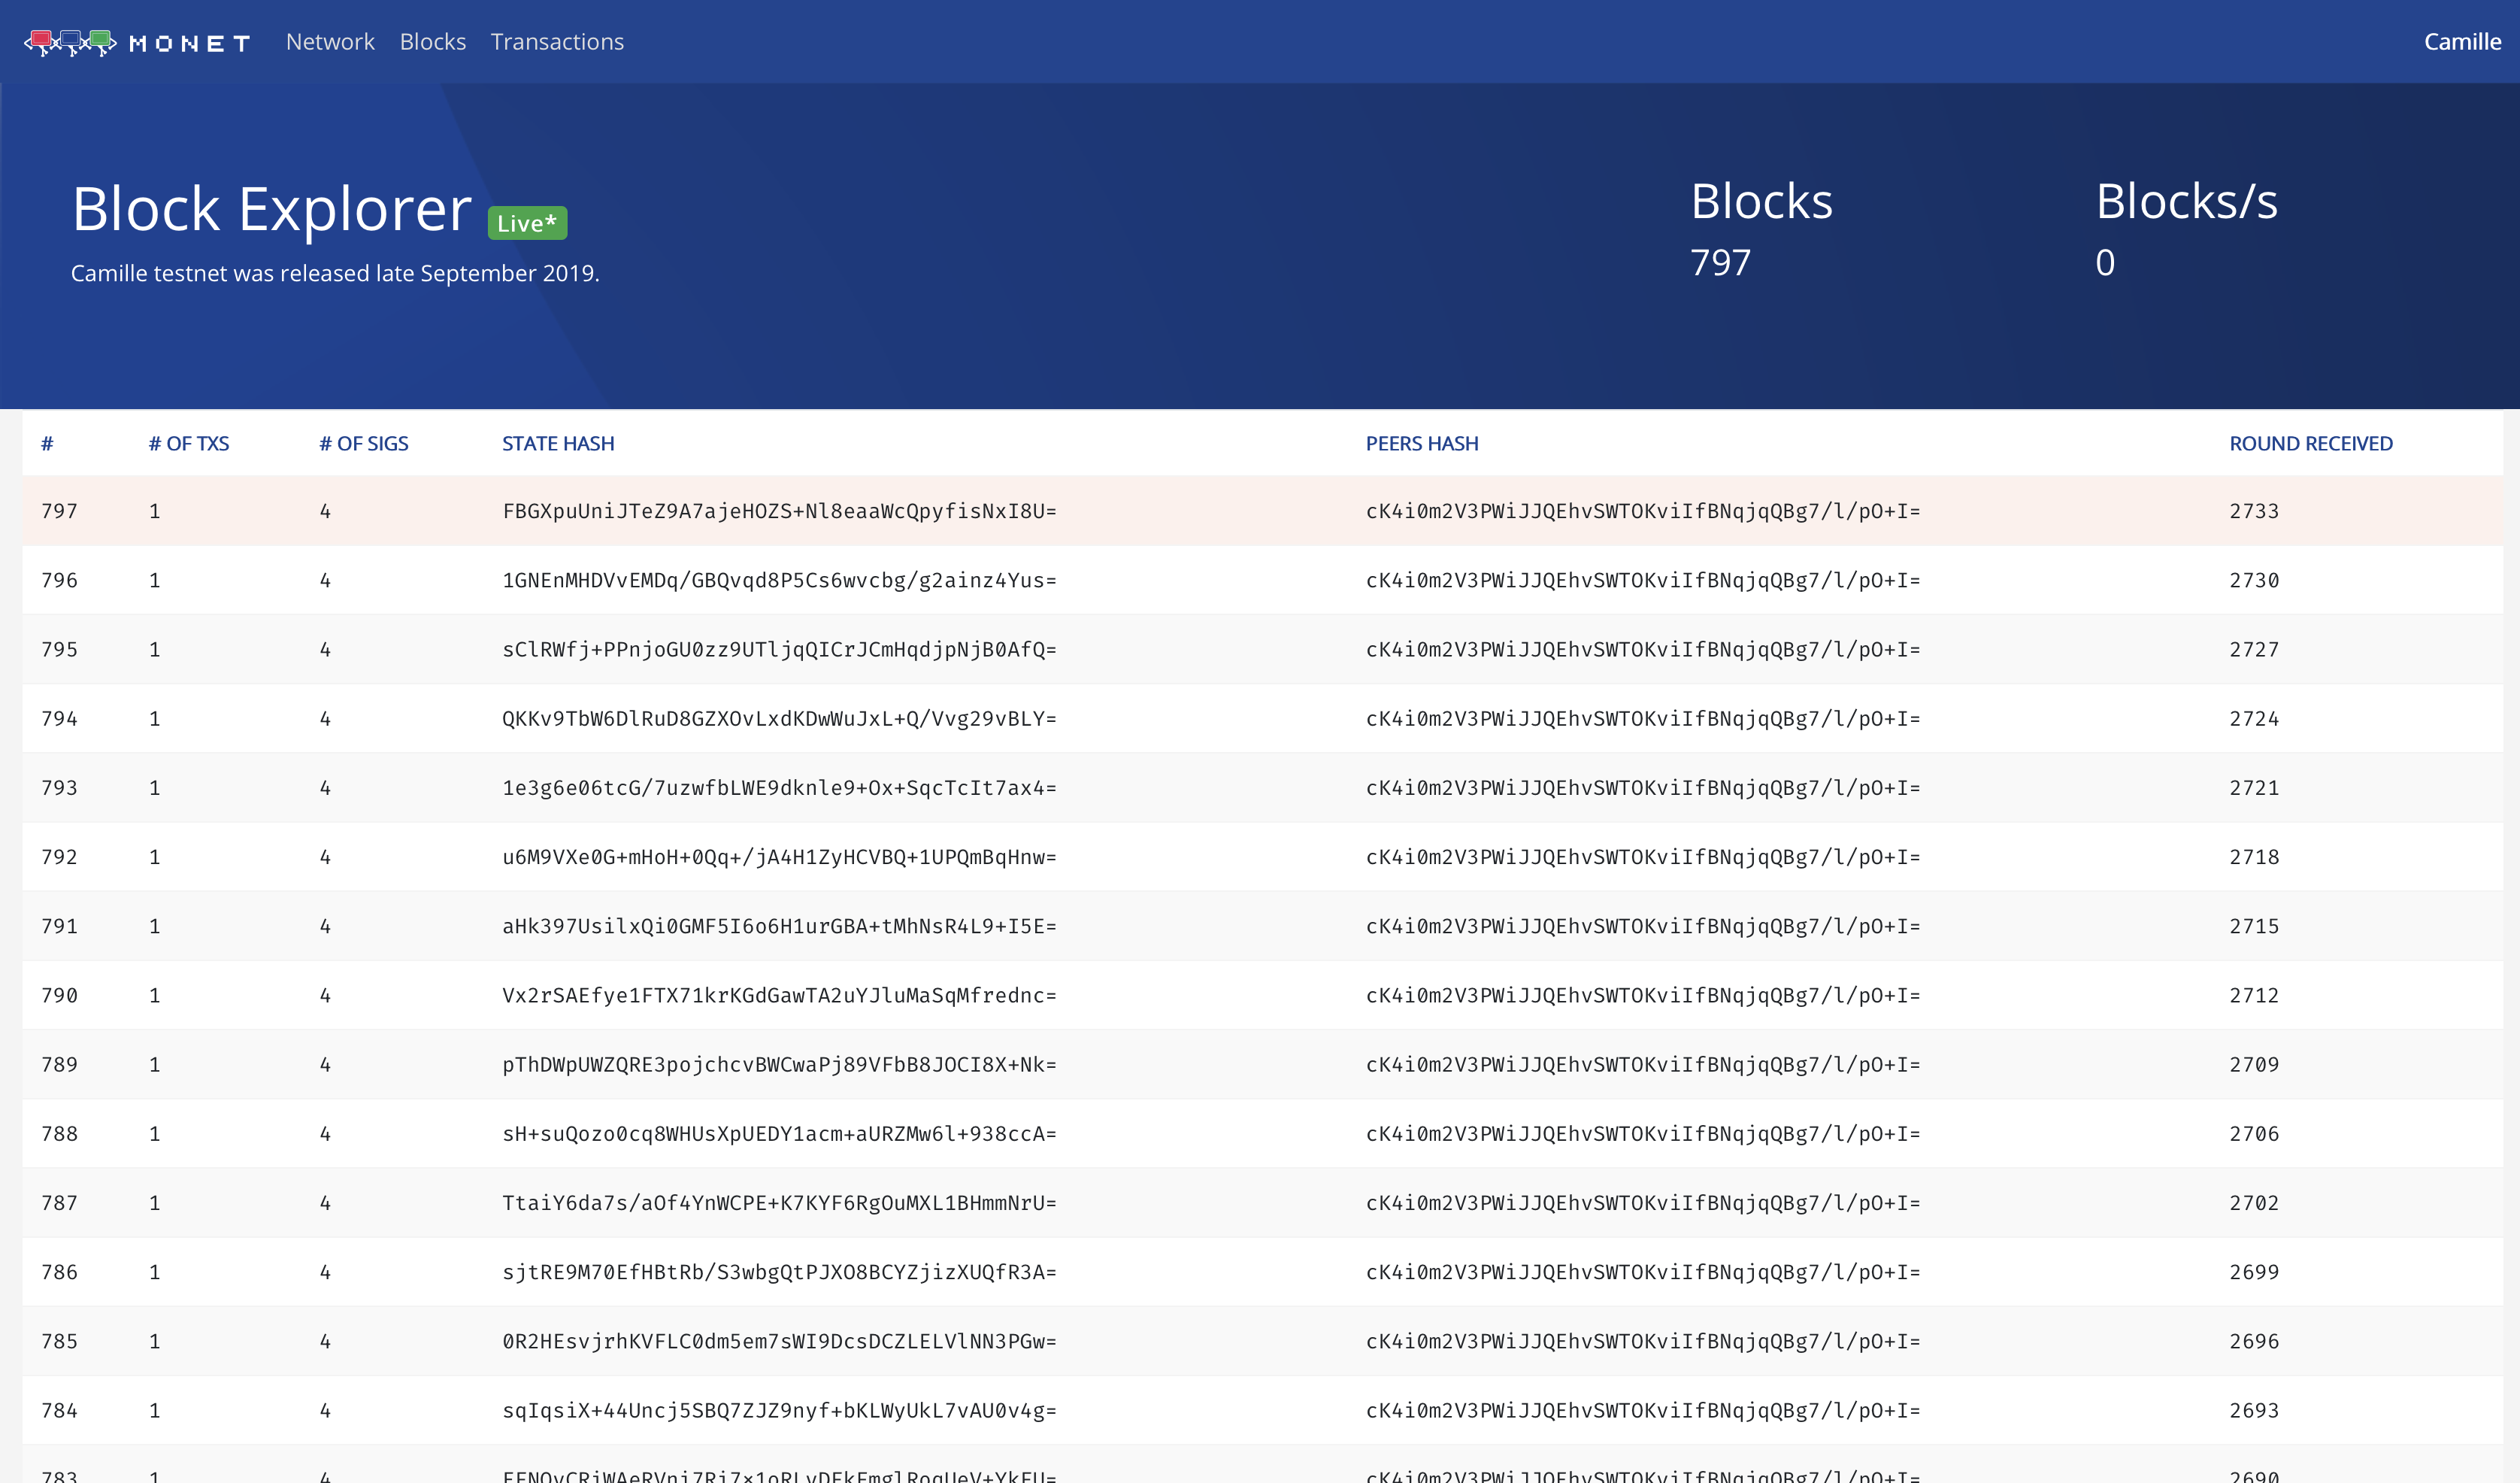 MONET Network Blocks Transactions Camille
Block Explorer Live*
Camille testnet was released late September 2019.
Blocks
797
Blocks/s
0
# # OF TXS # OF SIGS STATE HASH PEERS HASH ROUND RECEIVED
797 1 4 FBGXpuUniJTeZ9A7ajeHOZS+Nl8eaaWcQpyfisNxI8U= cK4i0m2V3PWiJJQEhvSWTOKviIfBNqjqQBg7/l/pO+I= 2733
796 1 4 1GNEnMHDVvEMDq/GBQvqd8P5Cs6wvcbg/g2ainz4Yus= cK4i0m2V3PWiJJQEhvSWTOKviIfBNqjqQBg7/l/pO+I= 2730
795 1 4 sClRWfj+PPnjoGU0zz9UTljqQICrJCmHqdjpNjB0AfQ= cK4i0m2V3PWiJJQEhvSWTOKviIfBNqjqQBg7/l/pO+I= 2727
794 1 4 QKKv9TbW6DlRuD8GZXOvLxdKDwWuJxL+Q/Vvg29vBLY= cK4i0m2V3PWiJJQEhvSWTOKviIfBNqjqQBg7/l/pO+I= 2724
793 1 4 1e3g6e06tcG/7uzwfbLWE9dknle9+Ox+SqcTcIt7ax4= cK4i0m2V3PWiJJQEhvSWTOKviIfBNqjqQBg7/l/pO+I= 2721
792 1 4 u6M9VXe0G+mHoH+0Qq+/jA4H1ZyHCVBQ+1UPQmBqHnw= cK4i0m2V3PWiJJQEhvSWTOKviIfBNqjqQBg7/l/pO+I= 2718
791 1 4 aHk397UsilxQi0GMF5I6o6H1urGBA+tMhNsR4L9+I5E= cK4i0m2V3PWiJJQEhvSWTOKviIfBNqjqQBg7/l/pO+I= 2715
790 1 4 Vx2rSAEfye1FTX71krKGdGawTA2uYJluMaSqMfrednc= cK4i0m2V3PWiJJQEhvSWTOKviIfBNqjqQBg7/l/pO+I= 2712
789 1 4 pThDWpUWZQRE3pojchcvBWCwaPj89VFbB8JOCI8X+Nk= cK4i0m2V3PWiJJQEhvSWTOKviIfBNqjqQBg7/l/pO+I= 2709
788 1 4 sH+suQozo0cq8WHUsXpUEDY1acm+aURZMw6l+938ccA= cK4i0m2V3PWiJJQEhvSWTOKviIfBNqjqQBg7/l/pO+I= 2706
787 1 4 TtaiY6da7s/aOf4YnWCPE+K7KYF6RgOuMXL1BHmmNrU= cK4i0m2V3PWiJJQEhvSWTOKviIfBNqjqQBg7/l/pO+I= 2702
786 1 4 sjtRE9M70EfHBtRb/S3wbgQtPJXO8BCYZjizXUQfR3A= cK4i0m2V3PWiJJQEhvSWTOKviIfBNqjqQBg7/l/pO+I= 2699
785 1 4 0R2HEsvjrhKVFLC0dm5em7sWI9DcsDCZLELVlNN3PGw= cK4i0m2V3PWiJJQEhvSWTOKviIfBNqjqQBg7/l/pO+I= 2696
784 1 4 sqIqsiX+44Uncj5SBQ7ZJZ9nyf+bKLWyUkL7vAU0v4g= cK4i0m2V3PWiJJQEhvSWTOKviIfBNqjqQBg7/l/pO+I= 2693
783 1 4 cK4i0m2V3PWiJJQEhvSWTOKviIfBNqjqQBg7/l/pO+I= 2690